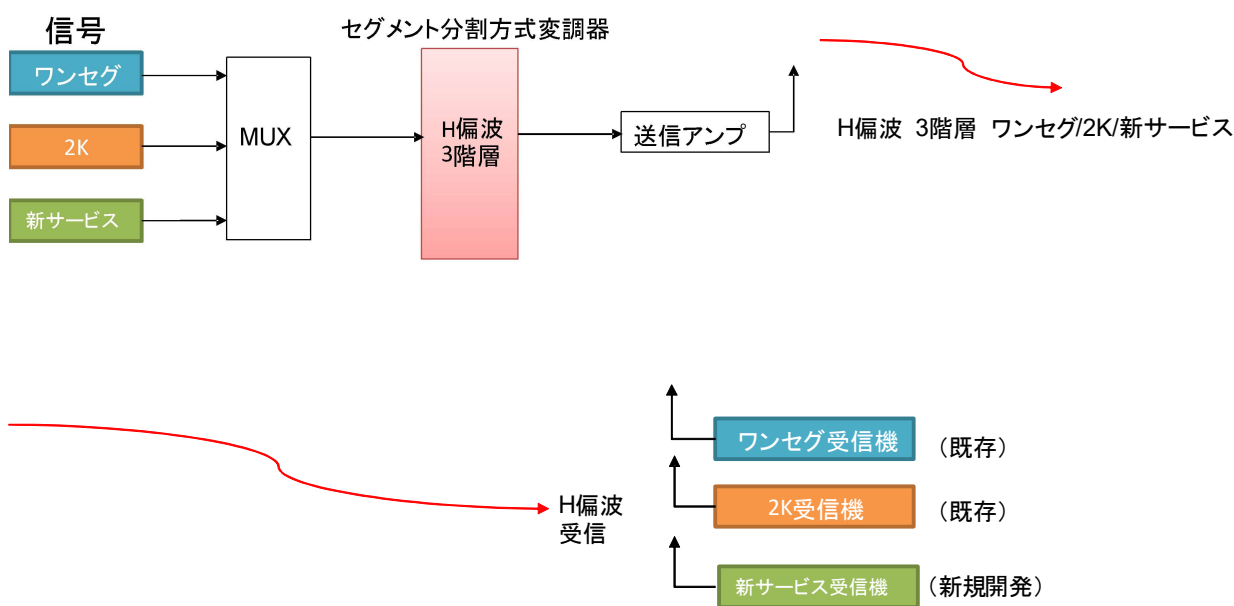 信号
セグメント分割方式変調器
ワンセグ
2K
新サービス
MUX
H偏波
3階層
送信アンプ
H偏波 3階層 ワンセグ/2K/新サービス
H偏波
受信
ワンセグ受信機 (既存)
2K受信機 (既存)
新サービス受信機 (新規開発)